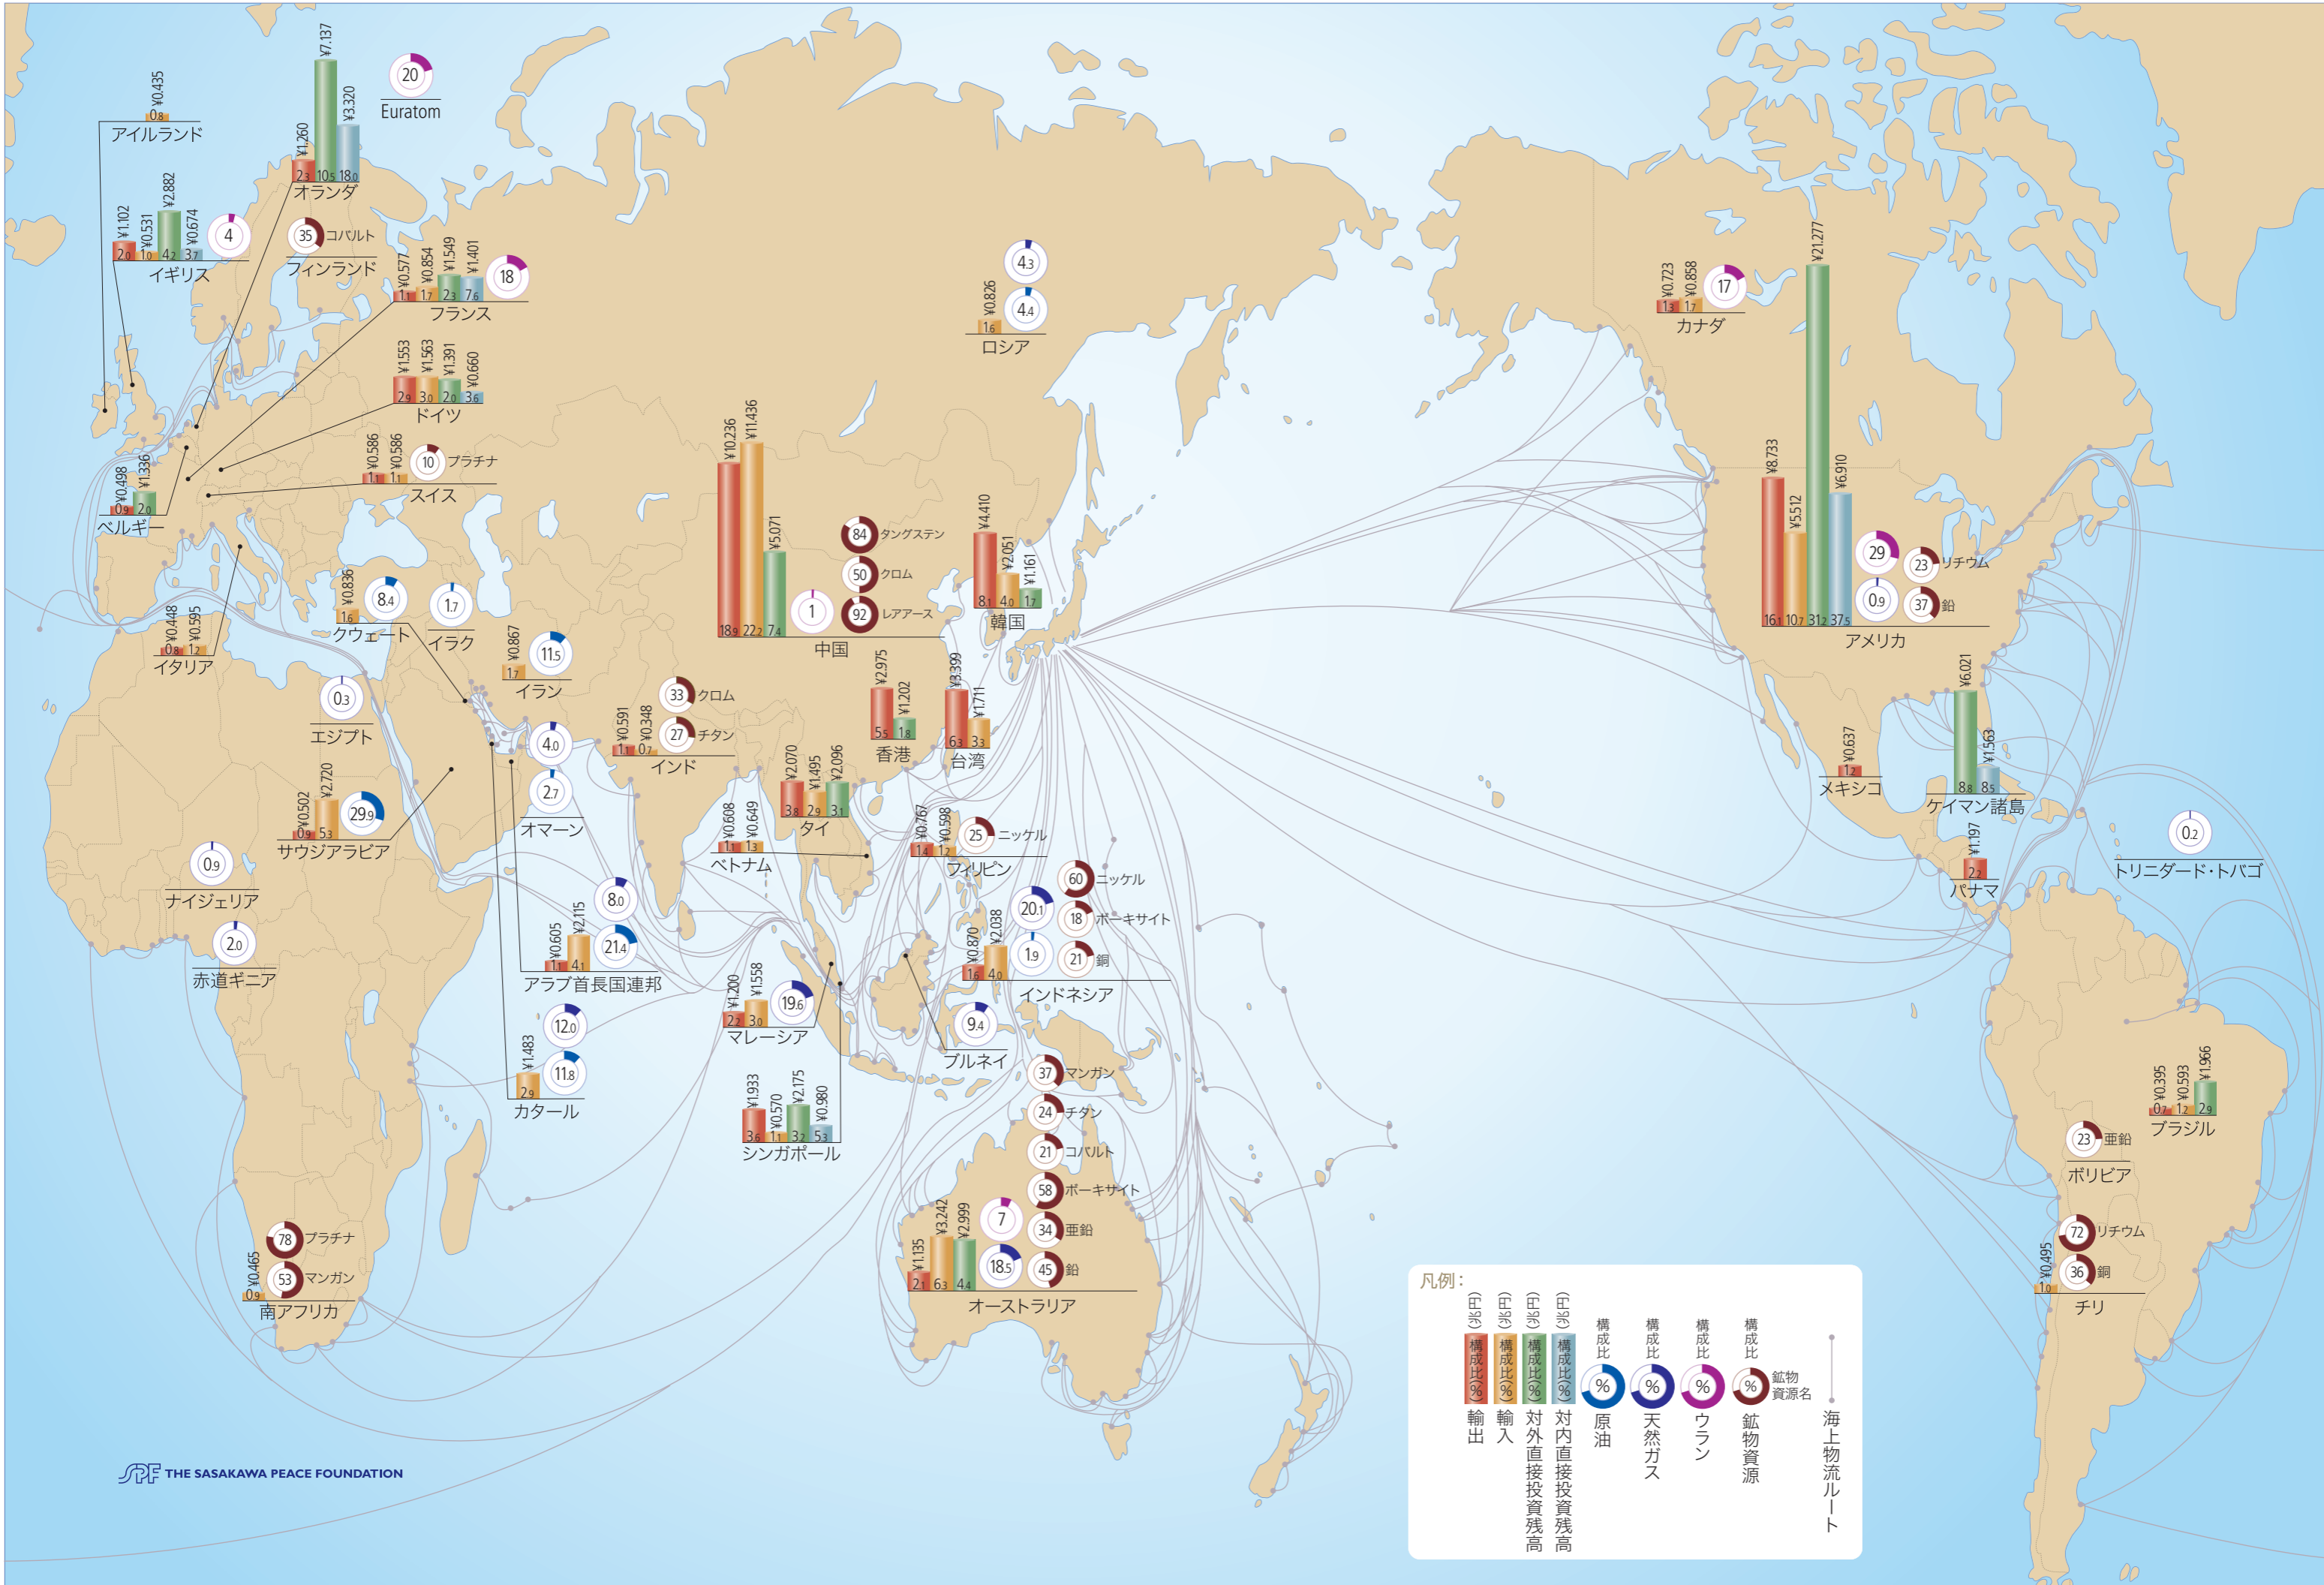 ¥0.435
0.8
アイルランド
¥1.260 ¥7.137 ¥3.320
2.3 10.5 18.0
オランダ
20
Euratom
¥1.102 ¥0.531 ¥2.882 ¥0.674
2.0 1.0 4.2 3.7
4
イギリス
35 コバルト
フィンランド
¥0.577 ¥0.854 ¥1.549 ¥1.401
1.1 1.7 2.3 7.6
18
フランス
¥1.553 ¥1.563 ¥1.391 ¥0.660
2.9 3.0 2.0 3.6
ドイツ
¥0.586 ¥0.586
1.1 1.1
10 プラチナ
スイス
¥0.498 ¥1.336
0.9 2.0
ベルギー
¥0.448 ¥0.595
0.8 1.2
イタリア
4.3
4.4
¥0.826
1.6
ロシア
¥0.836
1.6
8.4
クウェート
1.7
イラク
¥0.867
1.7
11.5
イラン
0.3
エジプト
¥0.502 ¥2.720
0.9 5.3
29.9
サウジアラビア
4.0
2.7
オマーン
0.9
ナイジェリア
2.0
赤道ギニア
8.0
21.4
¥0.605 ¥2.115
1.1 4.1
アラブ首長国連邦
12.0
11.8
¥1.483
2.9
カタール
78 プラチナ
53 マンガン
¥0.465
0.9
南アフリカ
¥10.236 ¥11.436 ¥5.071
18.9 22.2 7.4
1
84 タングステン
50 クロム
92 レアアース
中国
¥4.410 ¥2.051 ¥1.161
8.1 4.0 1.7
韓国
33 クロム
27 チタン
¥0.591 ¥0.348
1.1 0.7
インド
¥2.975 ¥1.202
5.5 1.8
香港
¥3.399 ¥1.711
6.3 3.3
台湾
¥2.070 ¥1.495 ¥2.096
3.8 2.9 3.1
タイ
¥0.608 ¥0.649
1.1 1.3
ベトナム
¥0.767 ¥0.598
1.4 1.2
25 ニッケル
フィリピン
60 ニッケル
18 ボーキサイト
21 銅
20.1
1.9
¥0.870 ¥2.038
1.6 4.0
インドネシア
¥1.200 ¥1.558
2.2 3.0
19.6
マレーシア
9.4
ブルネイ
¥1.933 ¥0.570 ¥2.175 ¥0.980
3.6 1.1 3.2 5.3
シンガポール
37 マンガン
24 チタン
21 コバルト
58 ボーキサイト
34 亜鉛
45 鉛
7
18.5
¥1.135 ¥3.242 ¥2.999
2.1 6.3 4.4
オーストラリア
¥0.723 ¥0.858
1.3 1.7
17
カナダ
¥8.733 ¥5.512 ¥21.277 ¥6.910
16.1 10.7 31.2 37.5
29
0.9
23 リチウム
37 鉛
アメリカ
¥0.637
1.2
メキシコ
¥6.021 ¥1.563
8.8 8.5
ケイマン諸島
¥1.197
2.2
パナマ
0.2
トリニダード・トバゴ
¥0.395 ¥0.593 ¥1.966
0.7 1.2 2.9
ブラジル
23 亜鉛
ボリビア
72 リチウム
36 銅
¥0.495
1.0
チリ
凡例：
(兆円) 構成比(%) 輸出
(兆円) 構成比(%) 輸入
(兆円) 構成比(%) 対外直接投資残高
(兆円) 構成比(%) 対内直接投資残高
構成比 % 原油
構成比 % 天然ガス
構成比 % ウラン
構成比 % 鉱物資源名 鉱物資源
海上物流ルート
SPF THE SASAKAWA PEACE FOUNDATION